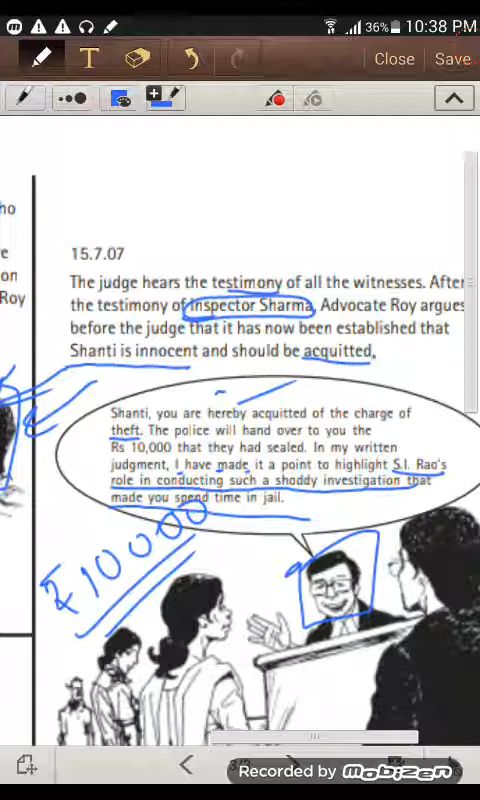 36% 10:38 PM
T Close Save
ho
e
on
Roy
15.7.07
The judge hears the testimony of all the witnesses. After
the testimony of Inspector Sharma, Advocate Roy argues
before the judge that it has now been established that
Shanti is innocent and should be acquitted.
Shanti, you are hereby acquitted of the charge of
theft. The police will hand over to you the
Rs 10,000 that they had sealed. In my written
judgment, I have made it a point to highlight S.I. Rao's
role in conducting such a shoddy investigation that
made you spend time in jail.
₹10000
Recorded by Mobizen